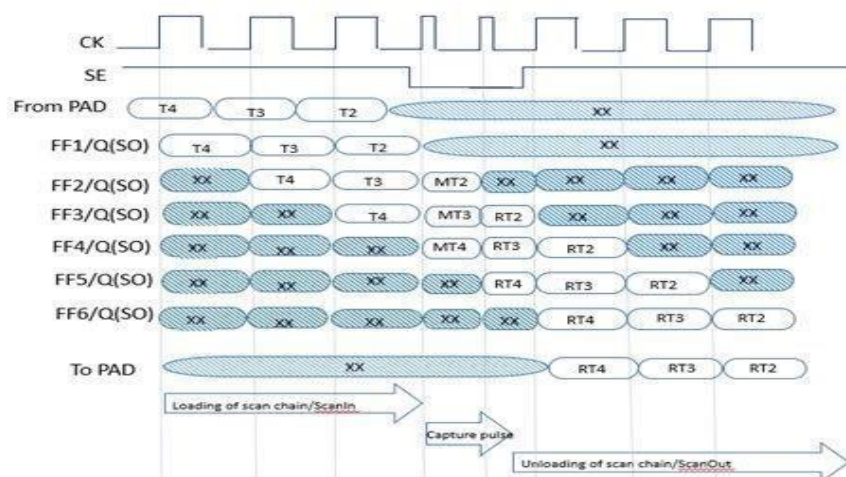 CK
SE
From PAD T4 T3 T2 XX
FF1/Q(SO) T4 T3 T2 XX
FF2/Q(SO) XX T4 T3 MT2 XX XX XX XX
FF3/Q(SO) XX XX T4 MT3 RT2 XX XX XX
FF4/Q(SO) XX XX XX MT4 RT3 RT2 XX XX
FF5/Q(SO) XX XX XX XX RT4 RT3 RT2 XX
FF6/Q(SO) XX XX XX XX XX RT4 RT3 RT2
To PAD XX RT4 RT3 RT2
Loading of scan chain/ScanIn
Capture pulse
Unloading of scan chain/ScanOut